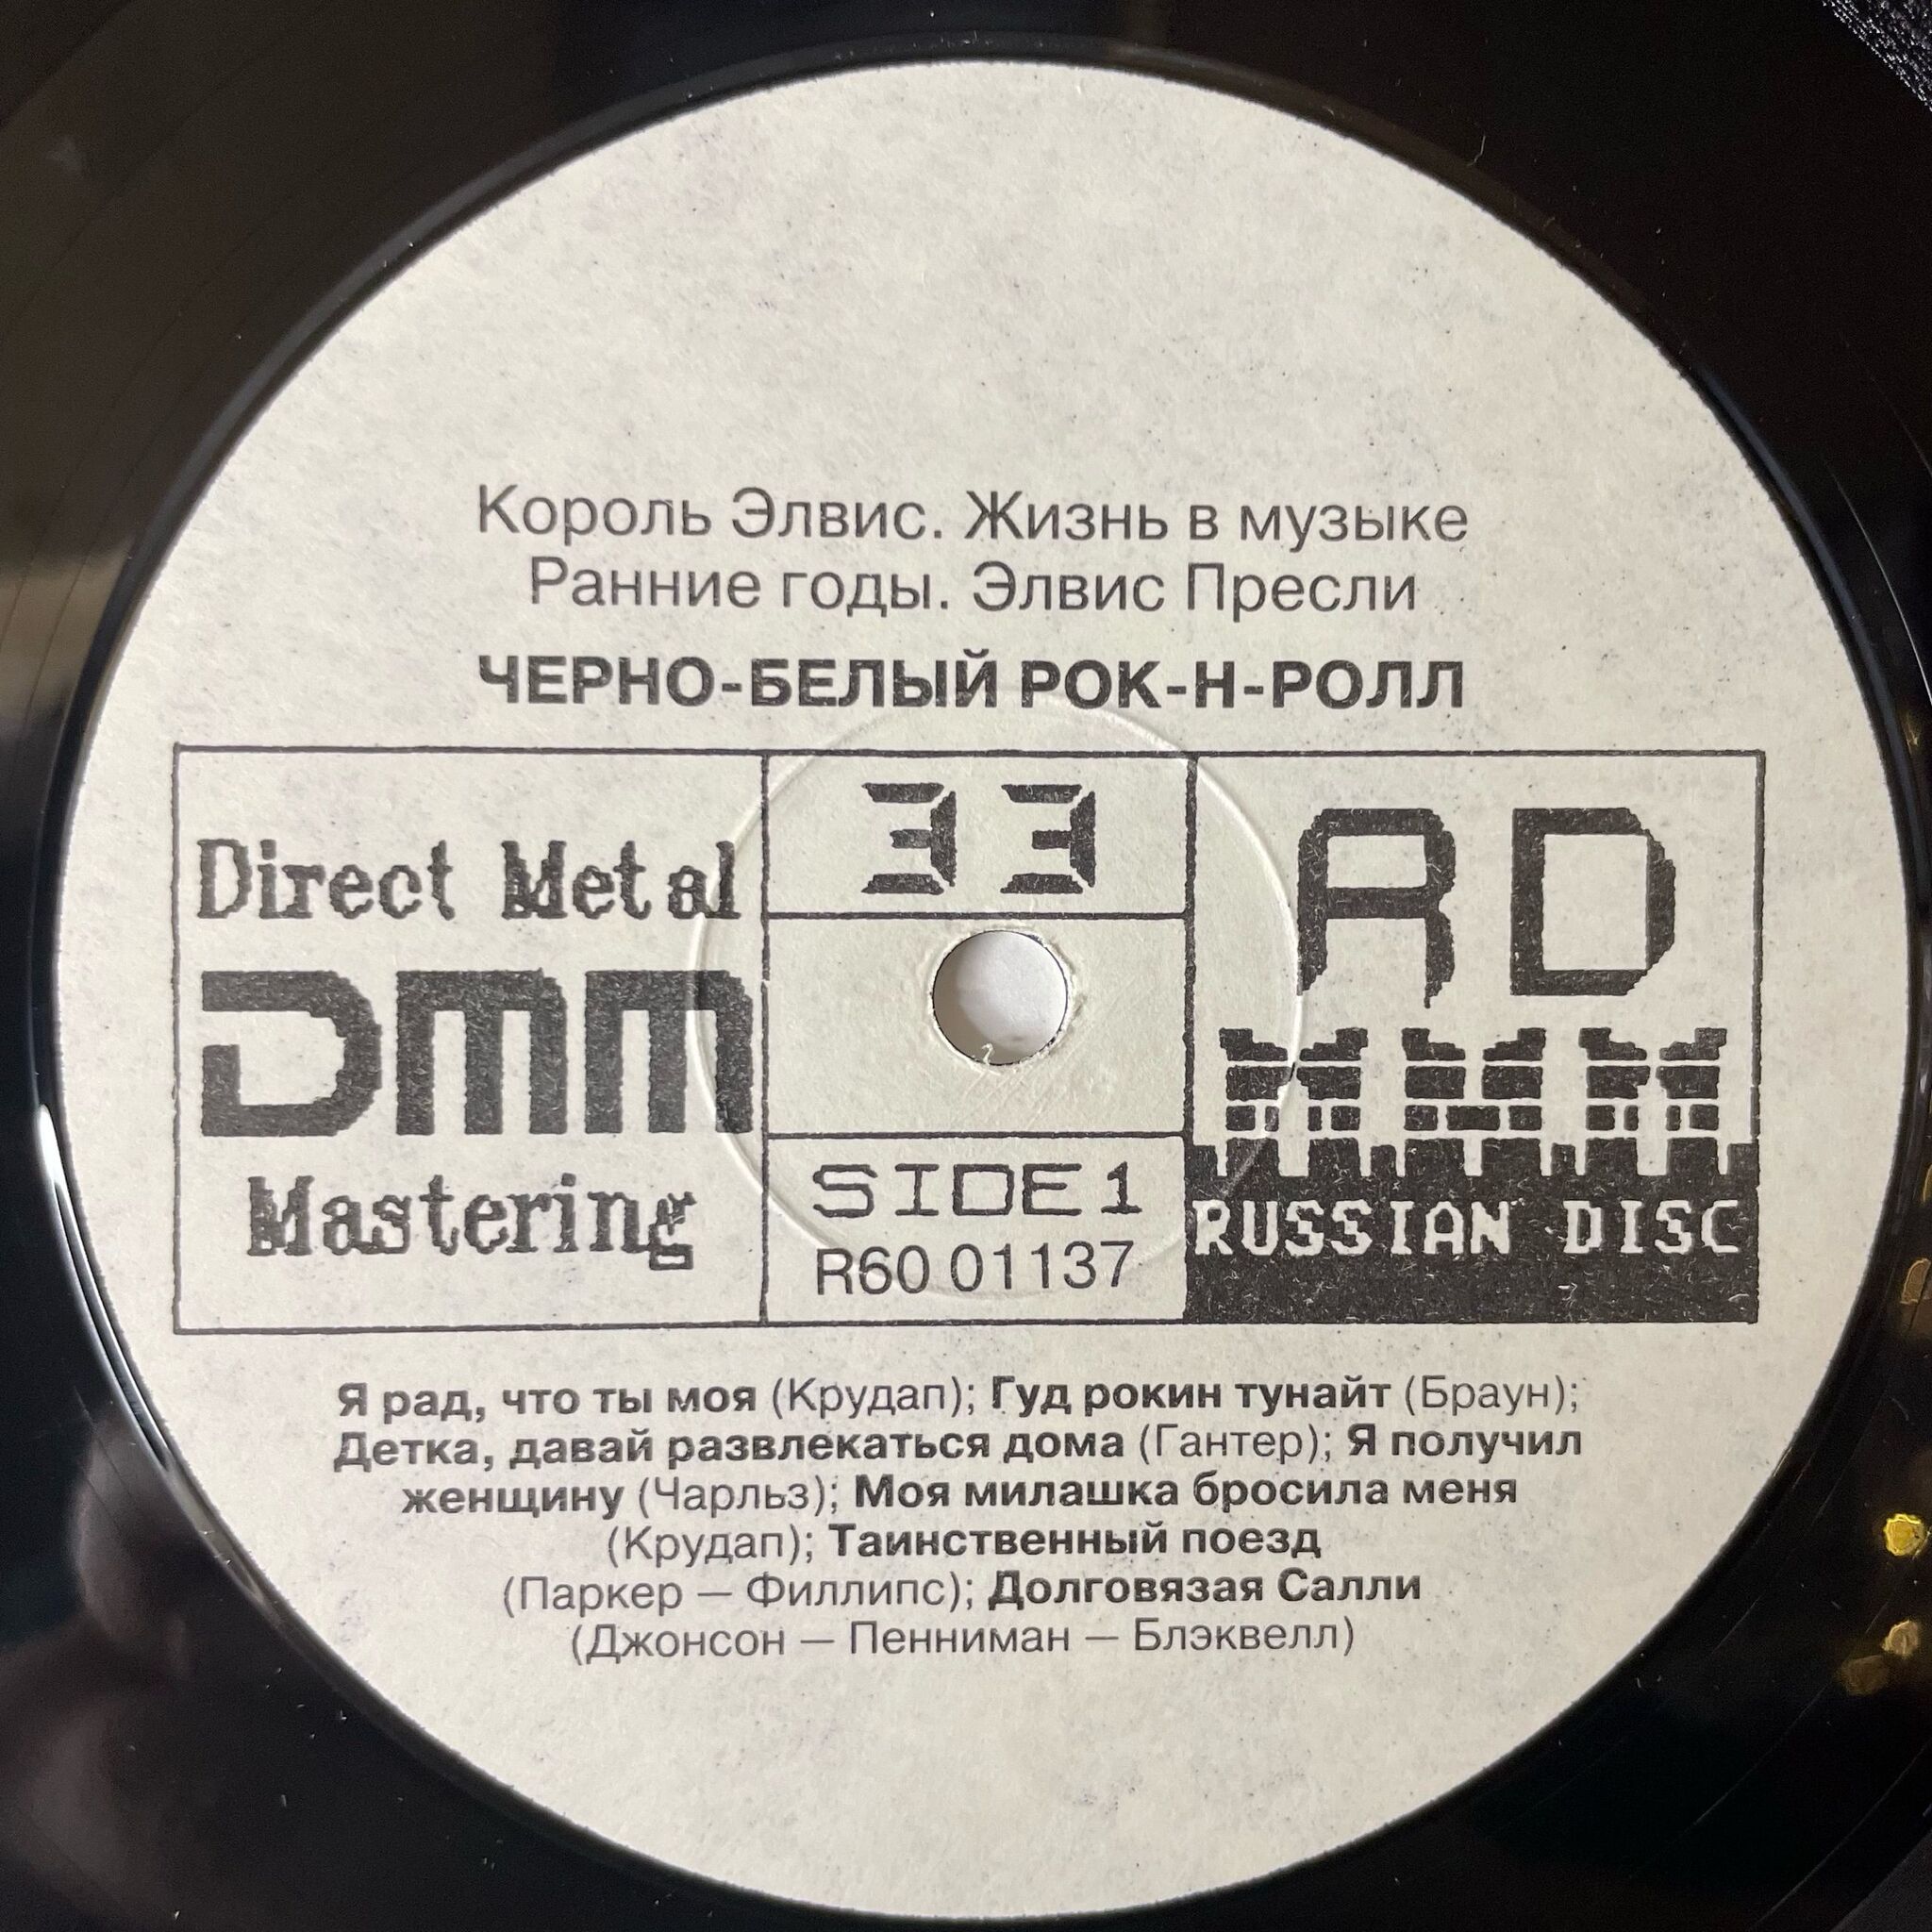 Король Элвис. Жизнь в музыке
Ранние годы. Элвис Пресли
ЧЕРНО-БЕЛЫЙ РОК-Н-РОЛЛ
Direct Metal
DMM
Mastering
33
SIDE 1
R60 01137
RD
RUSSIAN DISC
Я рад, что ты моя (Крудап); Гуд рокин тунайт (Браун);
Детка, давай развлекаться дома (Гантер); Я получил
женщину (Чарльз); Моя милашка бросила меня
(Крудап); Таинственный поезд
(Паркер — Филлипс); Долговязая Салли
(Джонсон — Пенниман — Блэквелл)